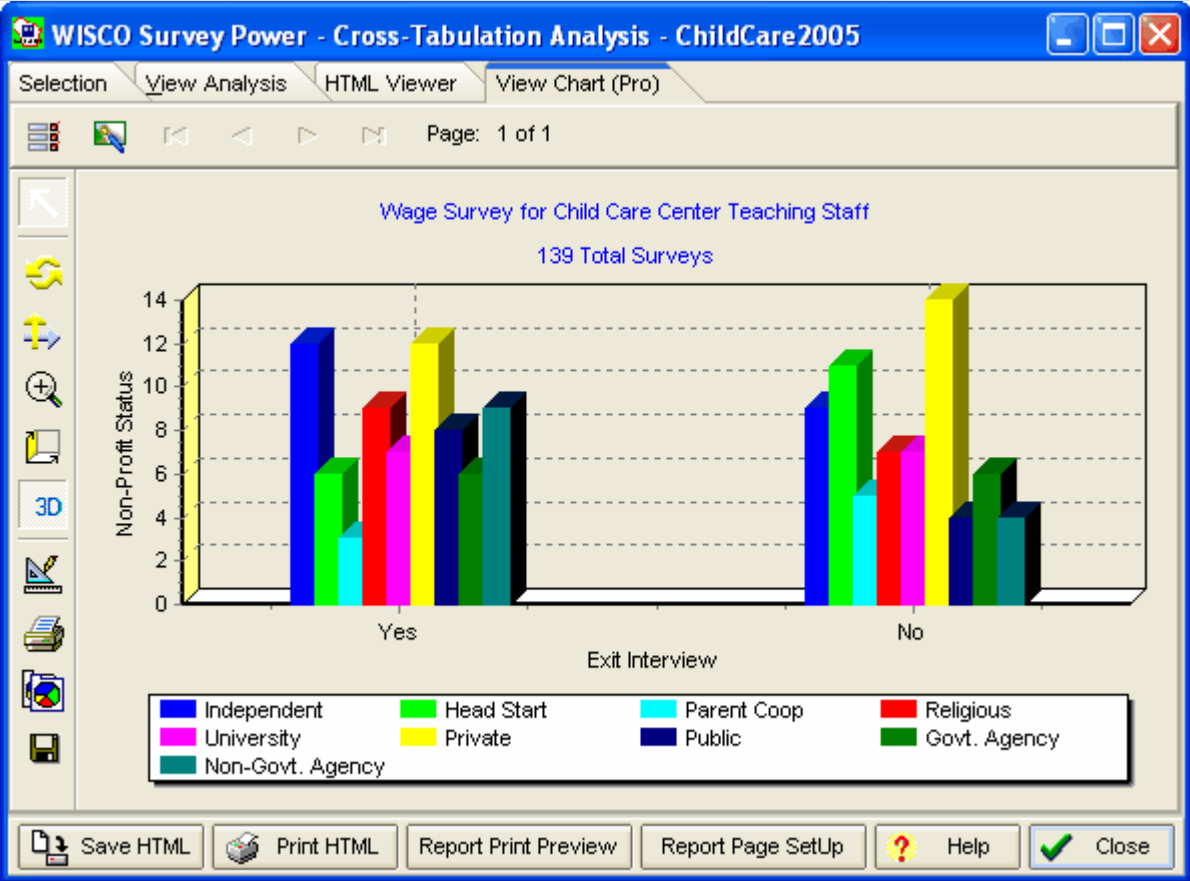 WISCO Survey Power - Cross-Tabulation Analysis - ChildCare2005
Selection View Analysis HTML Viewer View Chart (Pro)
Page: 1 of 1
Wage Survey for Child Care Center Teaching Staff
139 Total Surveys
3D
Non-Profit Status
14
12
10
8
6
4
2
0
Yes No
Exit Interview
Independent Head Start Parent Coop Religious
University Private Public Govt. Agency
Non-Govt. Agency
Save HTML Print HTML Report Print Preview Report Page SetUp ? Help Close